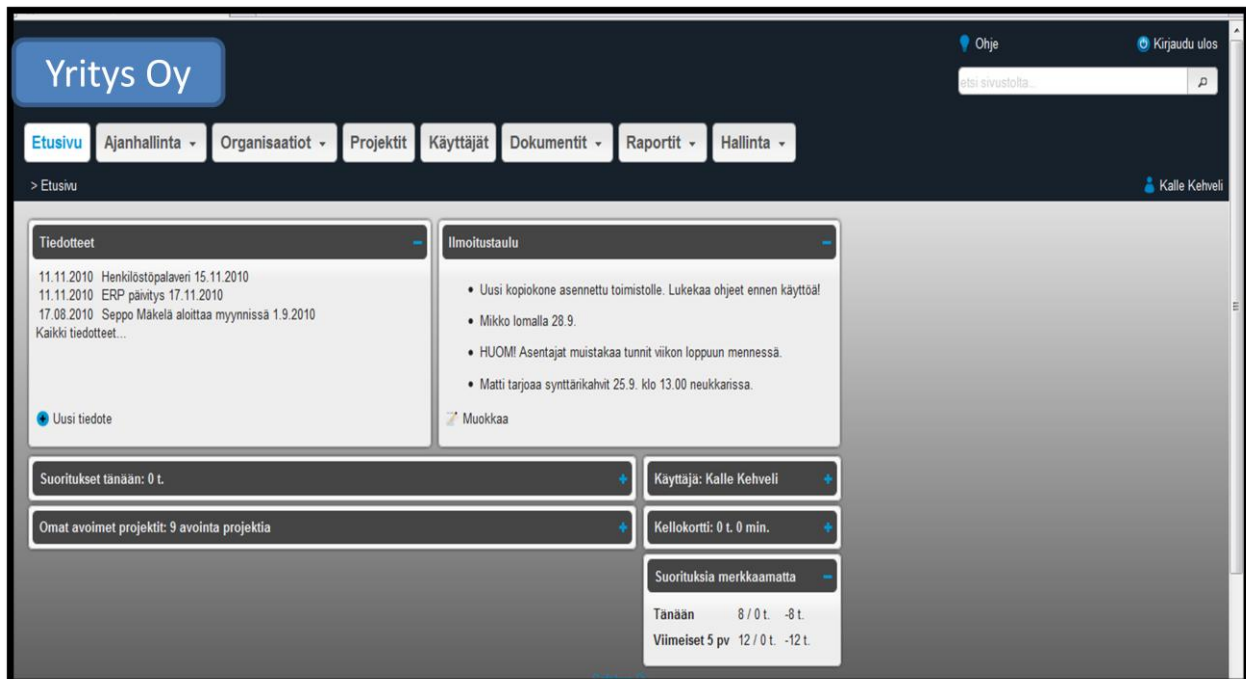 Ohje
Kirjaudu ulos
Yritys Oy
etsi sivustolta...
Etusivu Ajanhallinta Organisaatiot Projektit Käyttäjät Dokumentit Raportit Hallinta
> Etusivu
Kalle Kehveli
Tiedotteet
11.11.2010 Henkilöstöpalaveri 15.11.2010
11.11.2010 ERP päivitys 17.11.2010
17.08.2010 Seppo Mäkelä aloittaa myynnissä 1.9.2010
Kaikki tiedotteet...
Uusi tiedote
Ilmoitustaulu
• Uusi kopiokone asennettu toimistolle. Lukekaa ohjeet ennen käyttöä!
• Mikko lomalla 28.9.
• HUOM! Asentajat muistakaa tunnit viikon loppuun mennessä.
• Matti tarjoaa synttärikahvit 25.9. klo 13.00 neukkarissa.
Muokkaa
Suoritukset tänään: 0 t.
Omat avoimet projektit: 9 avointa projektia
Käyttäjä: Kalle Kehveli
Kellokortti: 0 t. 0 min.
Suorituksia merkkaamatta
Tänään 8 / 0 t. -8 t.
Viimeiset 5 pv 12 / 0 t. -12 t.